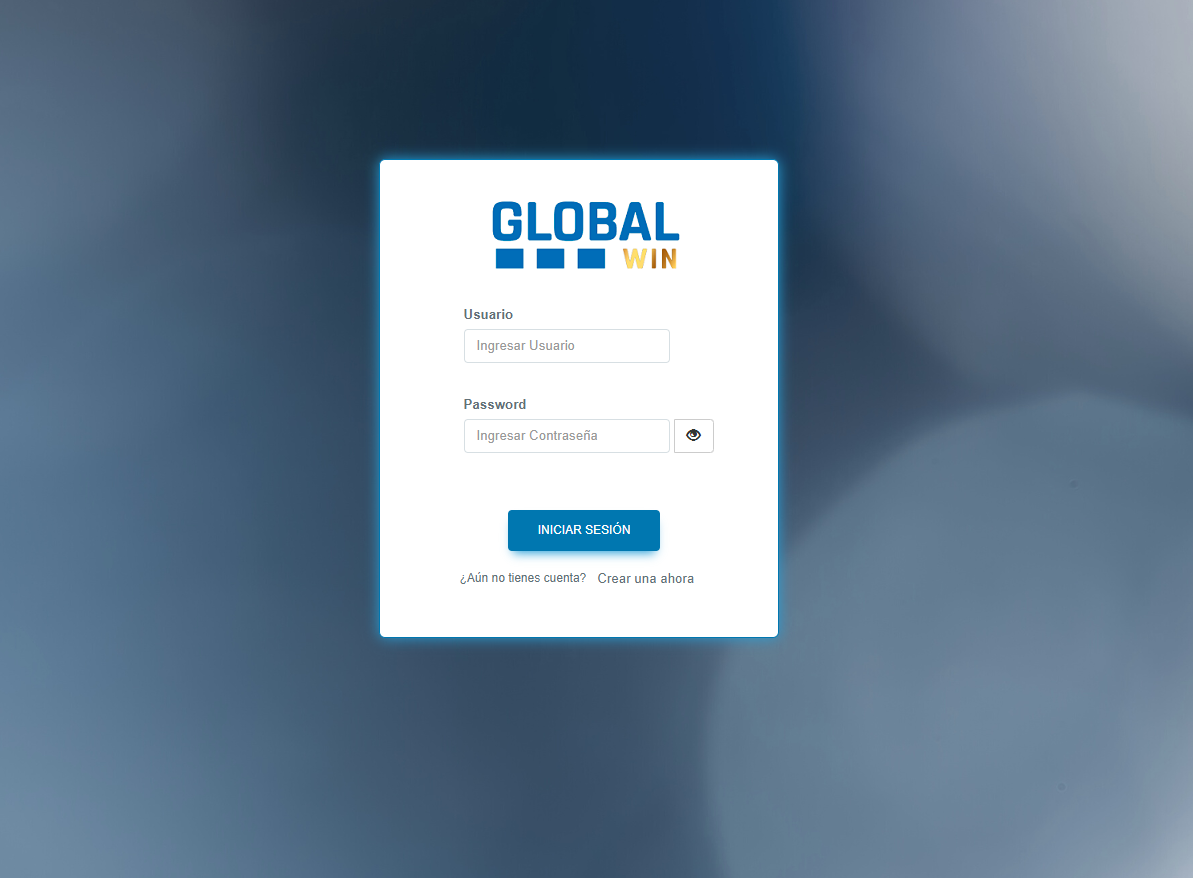 GLOBAL
WIN
Usuario
Ingresar Usuario
Password
Ingresar Contraseña
INICIAR SESIÓN
¿Aún no tienes cuenta? Crear una ahora